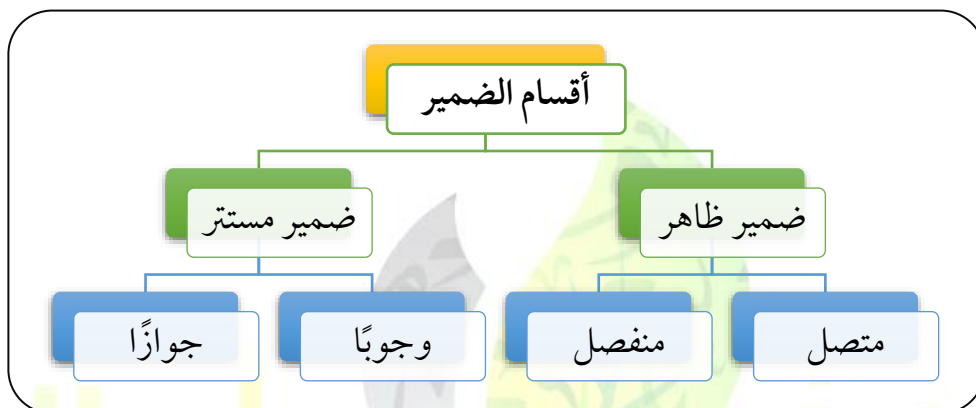 أقسام الضمير
ضمير ظاهر
ضمير مستتر
متصل
منفصل
وجوبًا
جوازًا